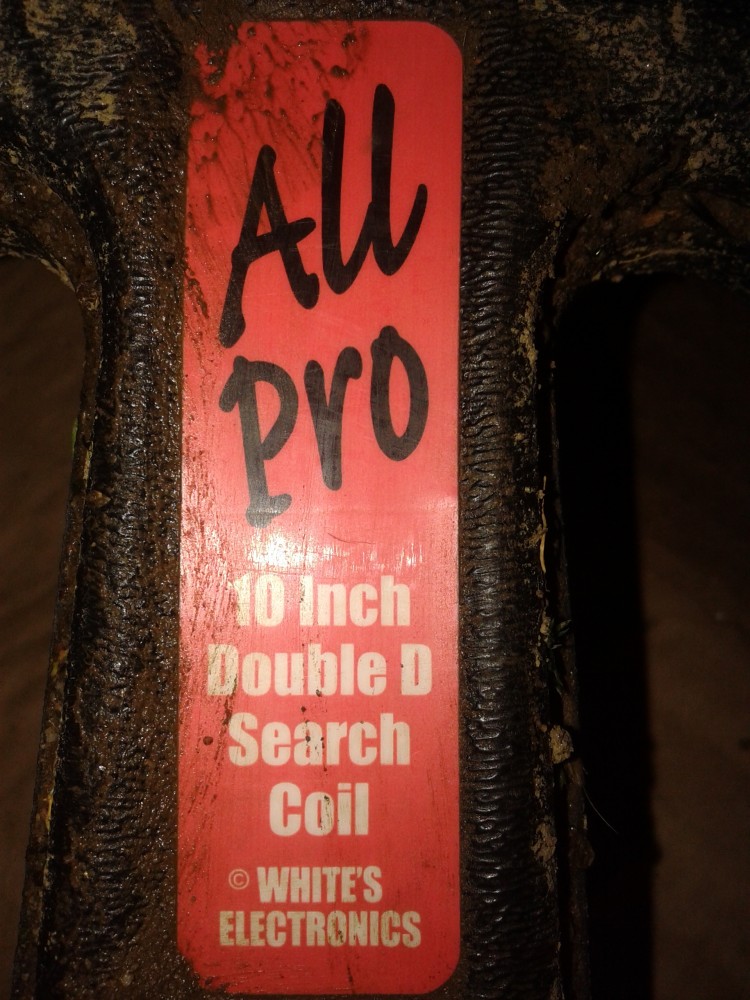 All
Pro
10 Inch
Double D
Search
Coil
© WHITE'S
ELECTRONICS